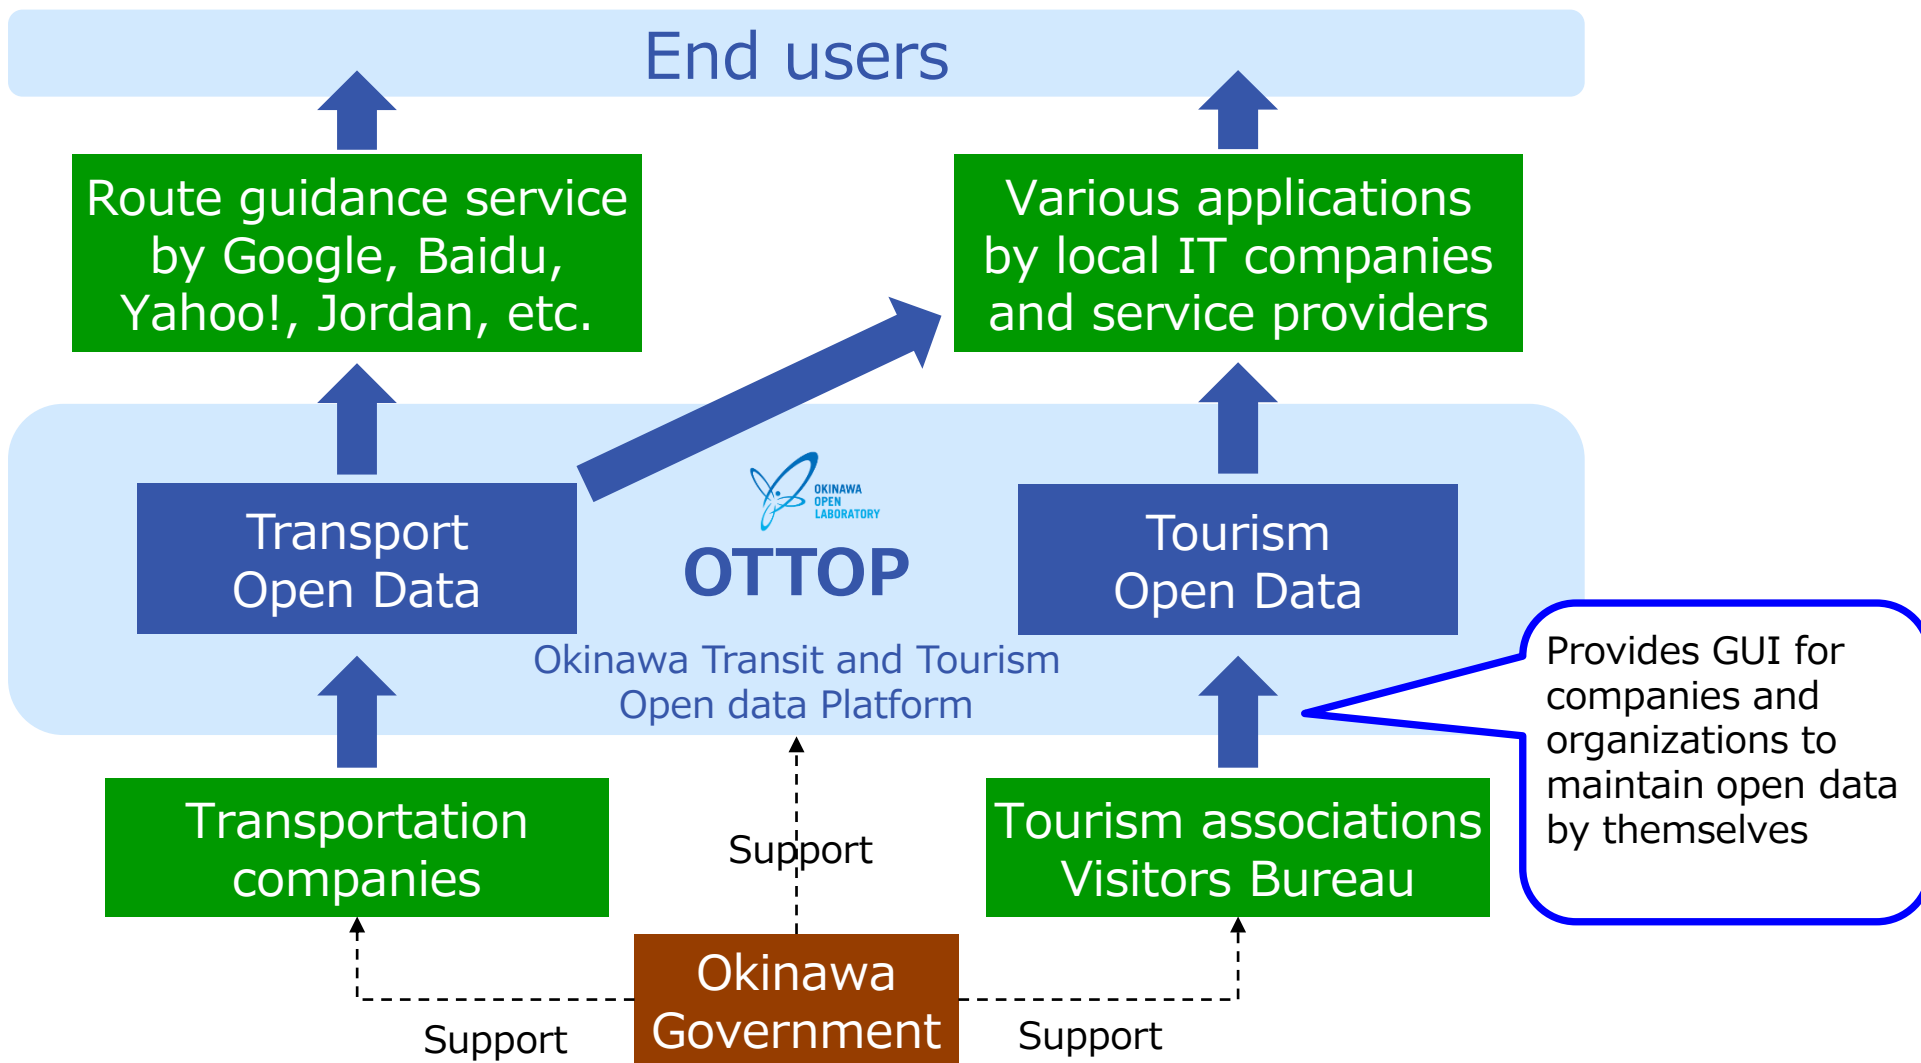 End users
Route guidance service
by Google, Baidu,
Yahoo!, Jordan, etc.
Various applications
by local IT companies
and service providers
OKINAWA
OPEN
LABORATORY
OTTOP
Okinawa Transit and Tourism
Open data Platform
Transport
Open Data
Tourism
Open Data
Provides GUI for
companies and
organizations to
maintain open data
by themselves
Transportation
companies
Support
Tourism associations
Visitors Bureau
Okinawa
Government
Support
Support